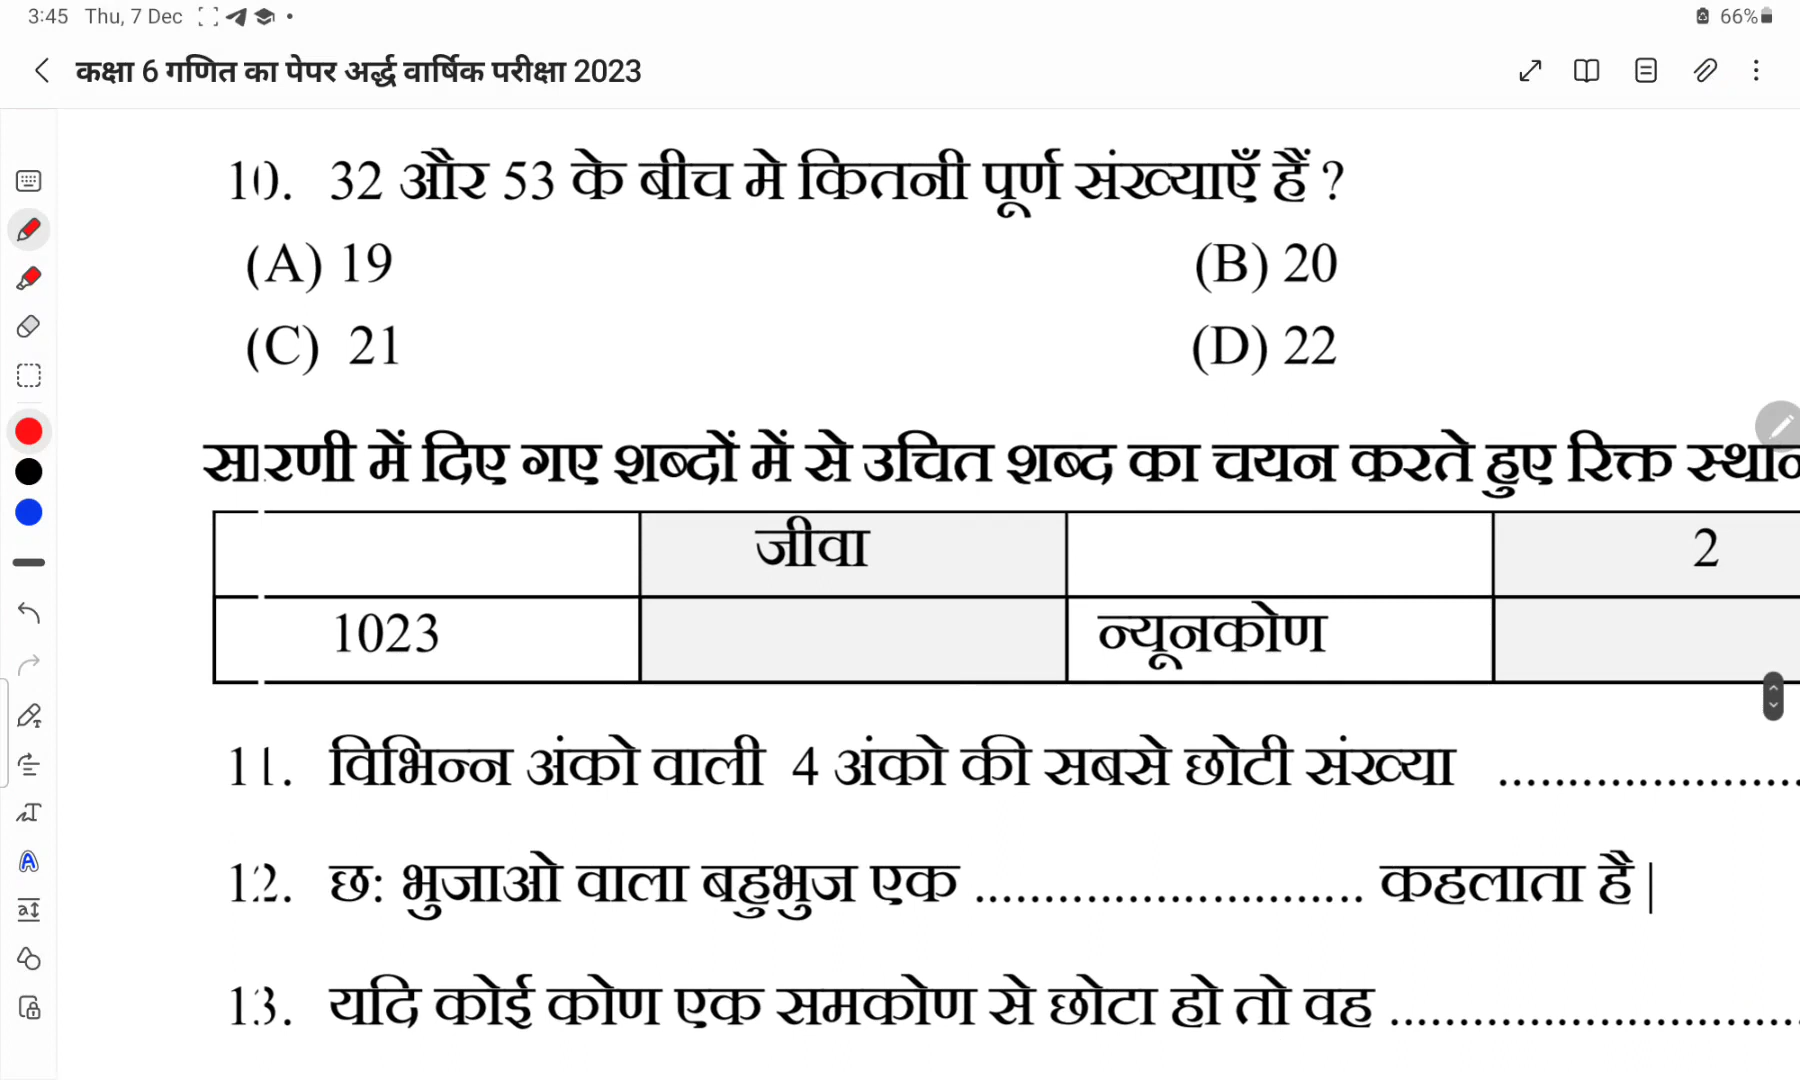 3:45 Thu, 7 Dec
66%
कक्षा 6 गणित का पेपर अर्द्ध वार्षिक परीक्षा 2023
10. 32 और 53 के बीच मे कितनी पूर्ण संख्याएँ हैं ?
(A) 19 (B) 20
(C) 21 (D) 22
सारणी में दिए गए शब्दों में से उचित शब्द का चयन करते हुए रिक्त
जीवा 2
1023 न्यूनकोण
11. विभिन्न अंको वाली 4 अंको की सबसे छोटी संख्या ......................
12. छ: भुजाओ वाला बहुभुज एक ............................ कहलाता है|
13. यदि कोई कोण एक समकोण से छोटा हो तो वह ..............................